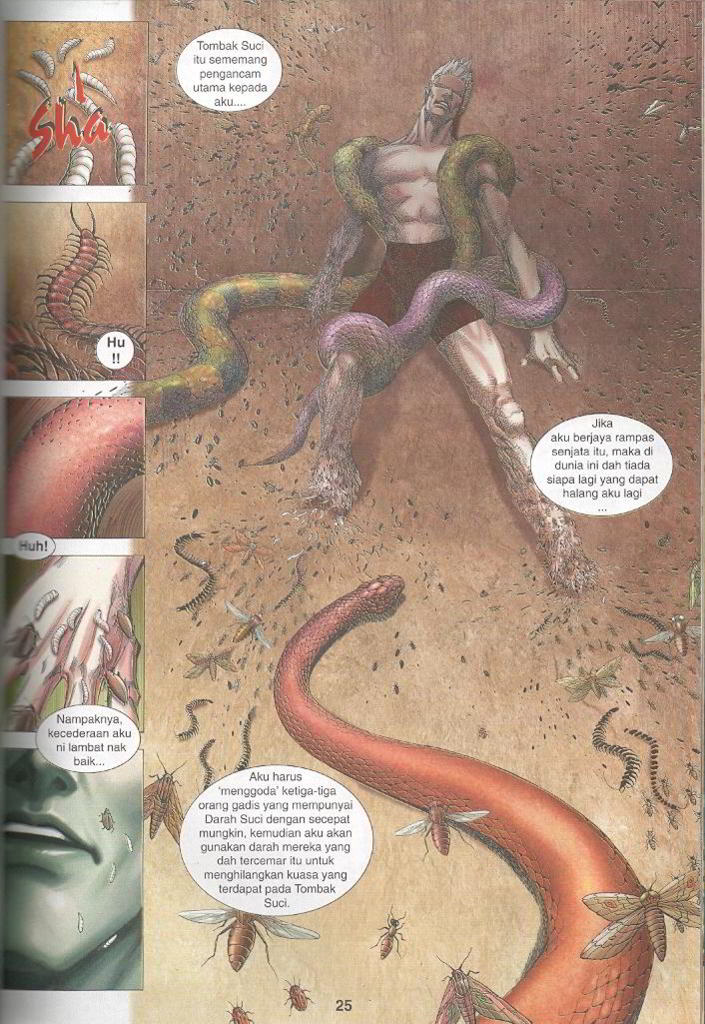 Sha
Tombak Suci
itu sememang
pengancam
utama kepada
aku....
Hu
!!
Jika
aku berjaya rampas
senjata itu, maka di
dunia ini dah tiada
siapa lagi yang dapat
halang aku lagi
...
Huh!
Nampaknya,
kecederaan aku
ni lambat nak
baik...
Aku harus
'menggoda' ketiga-tiga
orang gadis yang mempunyai
Darah Suci dengan secepat
mungkin, kemudian aku akan
gunakan darah mereka yang
dah tercemar itu untuk
menghilangkan kuasa yang
terdapat pada Tombak
Suci.
25